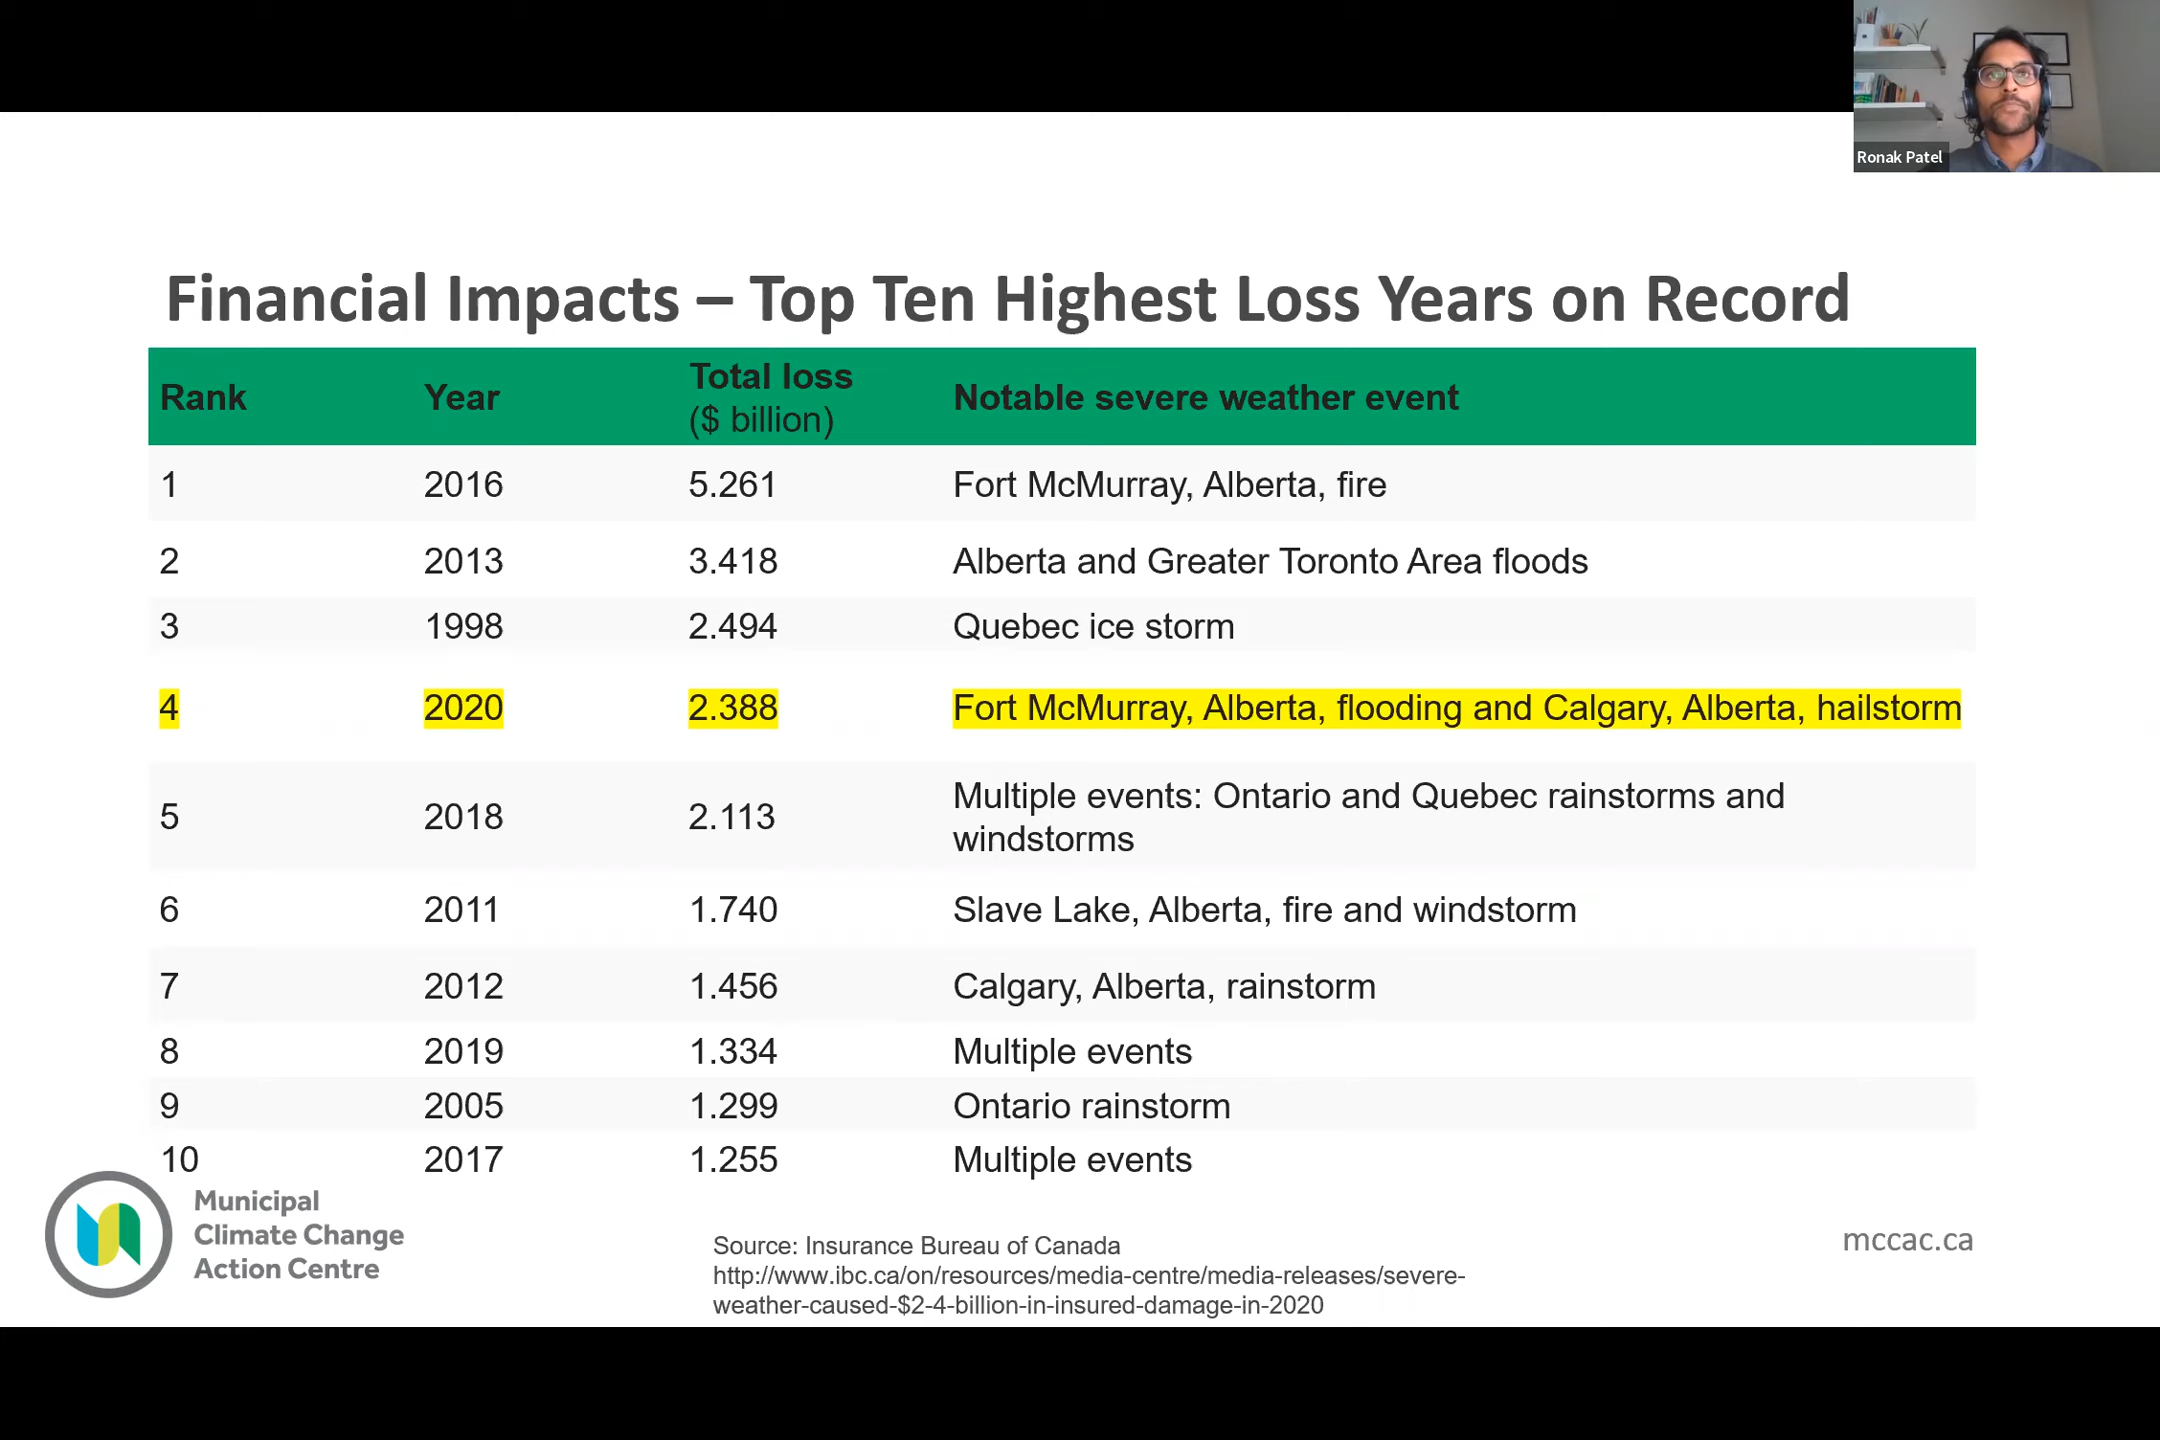 Ronak Patel
Financial Impacts – Top Ten Highest Loss Years on Record
Rank Year Total loss ($ billion) Notable severe weather event
1 2016 5.261 Fort McMurray, Alberta, fire
2 2013 3.418 Alberta and Greater Toronto Area floods
3 1998 2.494 Quebec ice storm
4 2020 2.388 Fort McMurray, Alberta, flooding and Calgary, Alberta, hailstorm
5 2018 2.113 Multiple events: Ontario and Quebec rainstorms and
windstorms
6 2011 1.740 Slave Lake, Alberta, fire and windstorm
7 2012 1.456 Calgary, Alberta, rainstorm
8 2019 1.334 Multiple events
9 2005 1.299 Ontario rainstorm
10 2017 1.255 Multiple events
Municipal
Climate Change
Action Centre
Source: Insurance Bureau of Canada
http://www.ibc.ca/on/resources/media-centre/media-releases/severe-
weather-caused-$2-4-billion-in-insured-damage-in-2020
mccac.ca